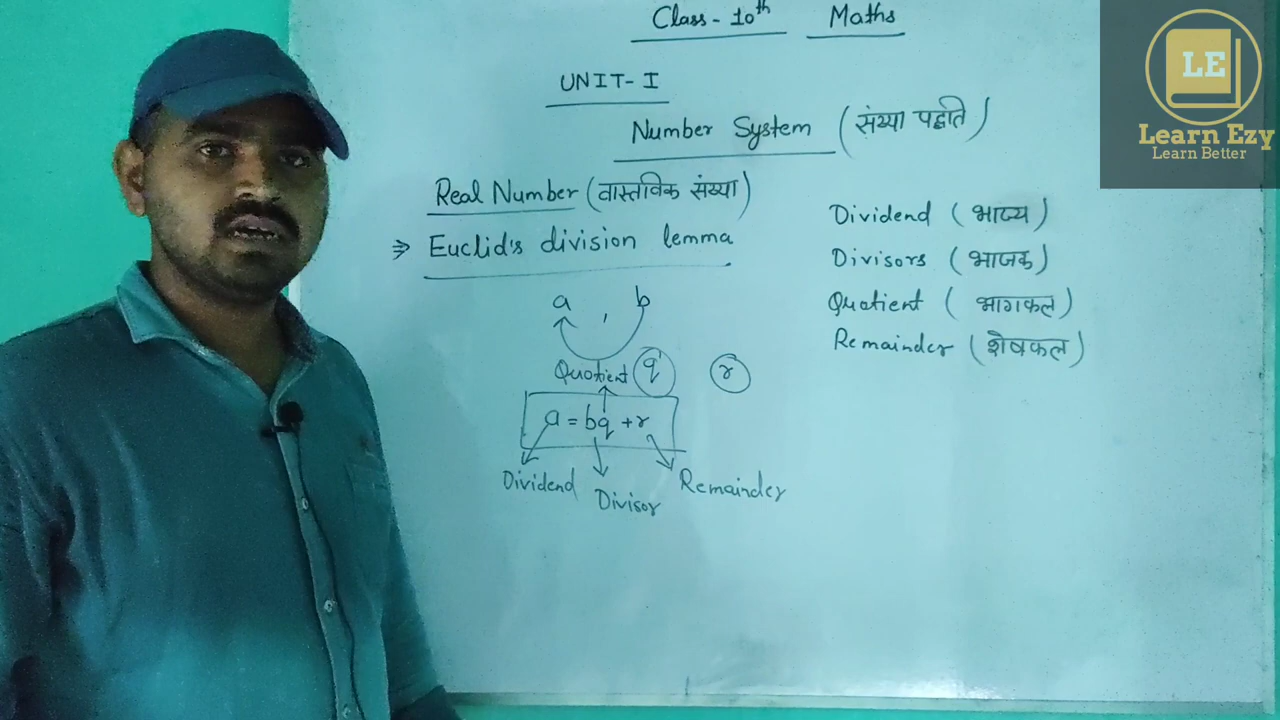 Class - 10th Maths
LE
Learn Ezy
Learn Better
UNIT - I
Number System (संख्या पद्धति)
Real Number (वास्तविक संख्या)
⇒ Euclid's division lemma
a , b
Quotient q r
a = bq + r
Dividend
Divisor
Remainder
Dividend (भाज्य)
Divisors (भाजक)
Quotient (भागफल)
Remainder (शेषफल)